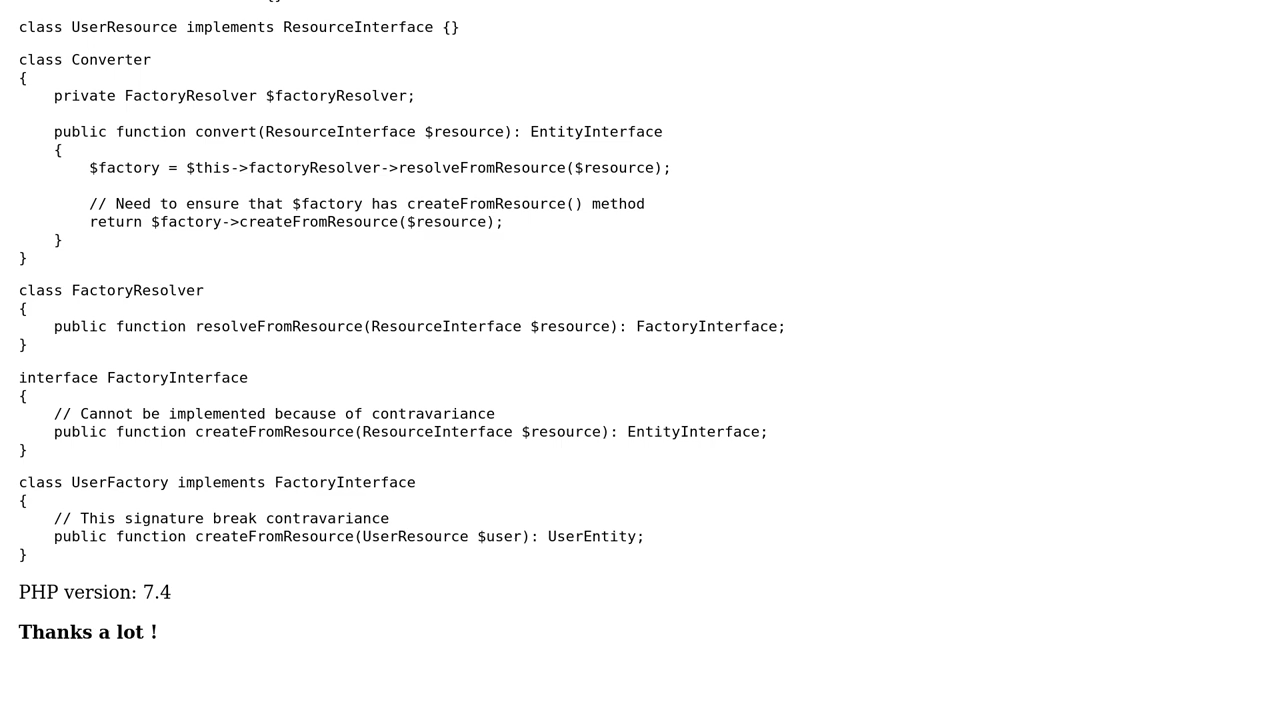 {}
class UserResource implements ResourceInterface {}
class Converter
{
    private FactoryResolver $factoryResolver;
    public function convert(ResourceInterface $resource): EntityInterface
    {
        $factory = $this->factoryResolver->resolveFromResource($resource);
        // Need to ensure that $factory has createFromResource() method
        return $factory->createFromResource($resource);
    }
}
class FactoryResolver
{
    public function resolveFromResource(ResourceInterface $resource): FactoryInterface;
}
interface FactoryInterface
{
    // Cannot be implemented because of contravariance
    public function createFromResource(ResourceInterface $resource): EntityInterface;
}
class UserFactory implements FactoryInterface
{
    // This signature break contravariance
    public function createFromResource(UserResource $user): UserEntity;
}
PHP version: 7.4
Thanks a lot !